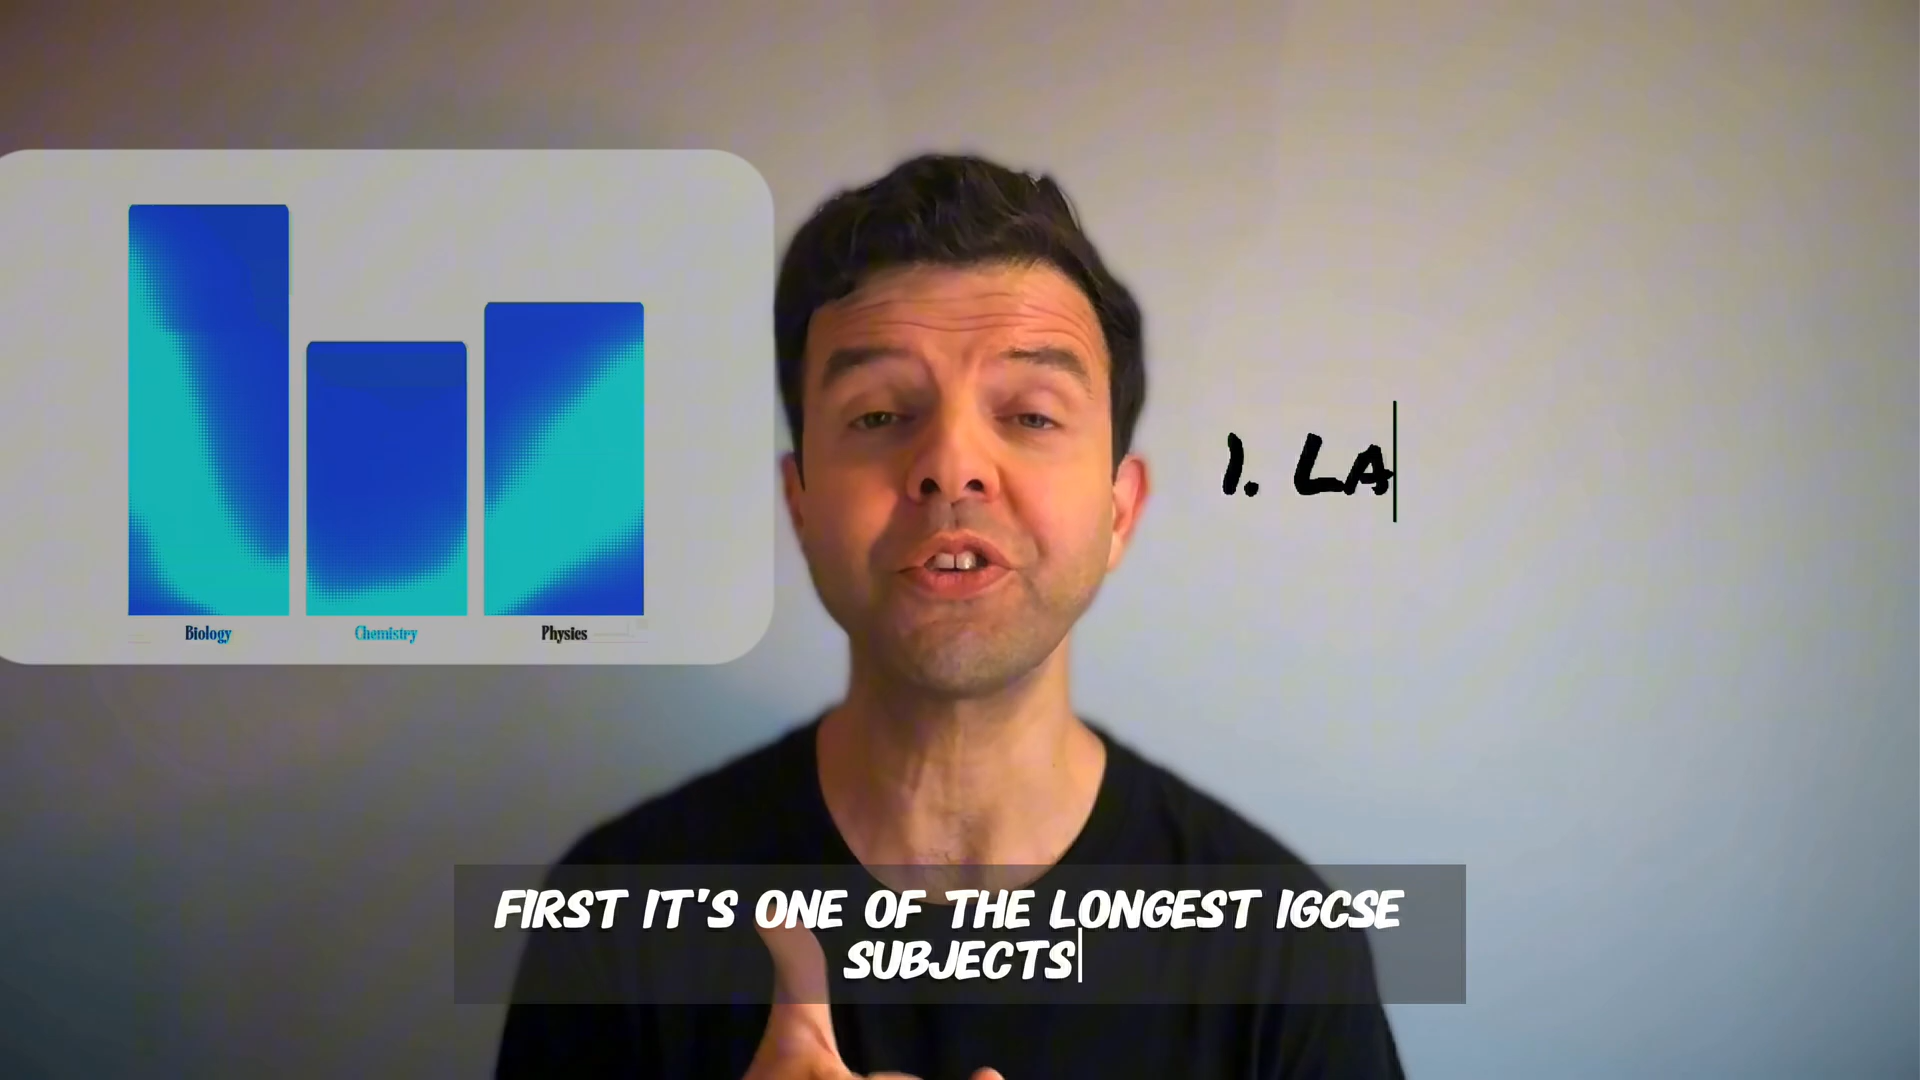 Biology Chemistry Physics
1. LA
FIRST IT'S ONE OF THE LONGEST IGCSE
SUBJECTS